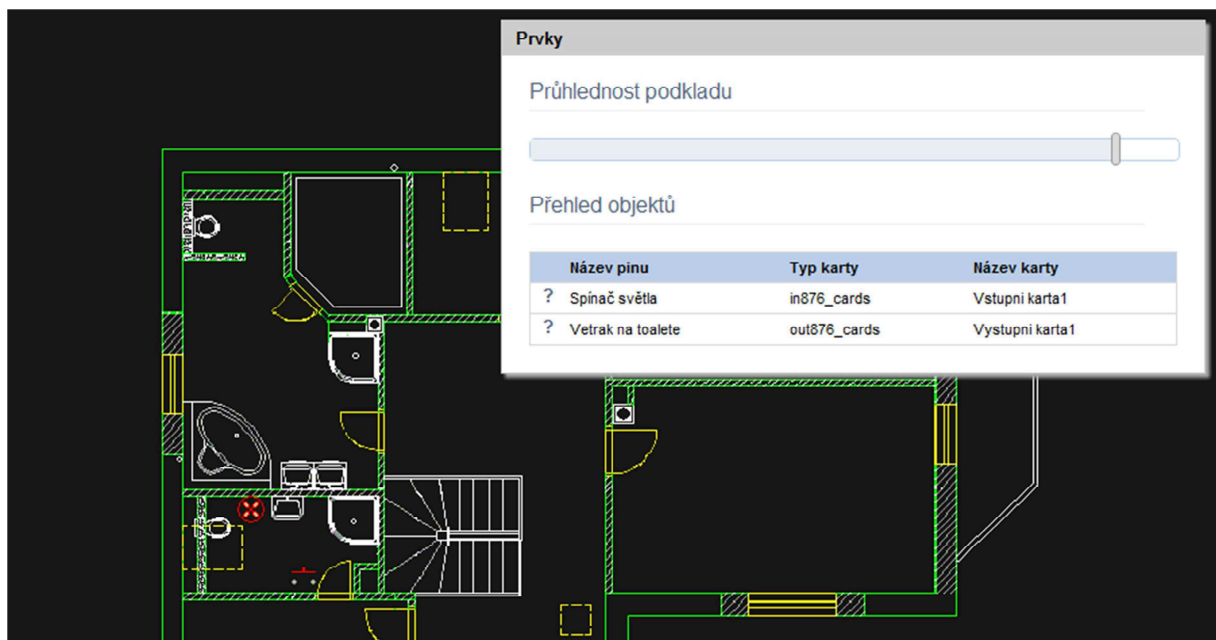 Prvky
Průhlednost podkladu
Přehled objektů
Název pinu Typ karty Název karty
? Spínač světla in876_cards Vstupni karta1
? Vetrak na toalete out876_cards Vystupni karta1